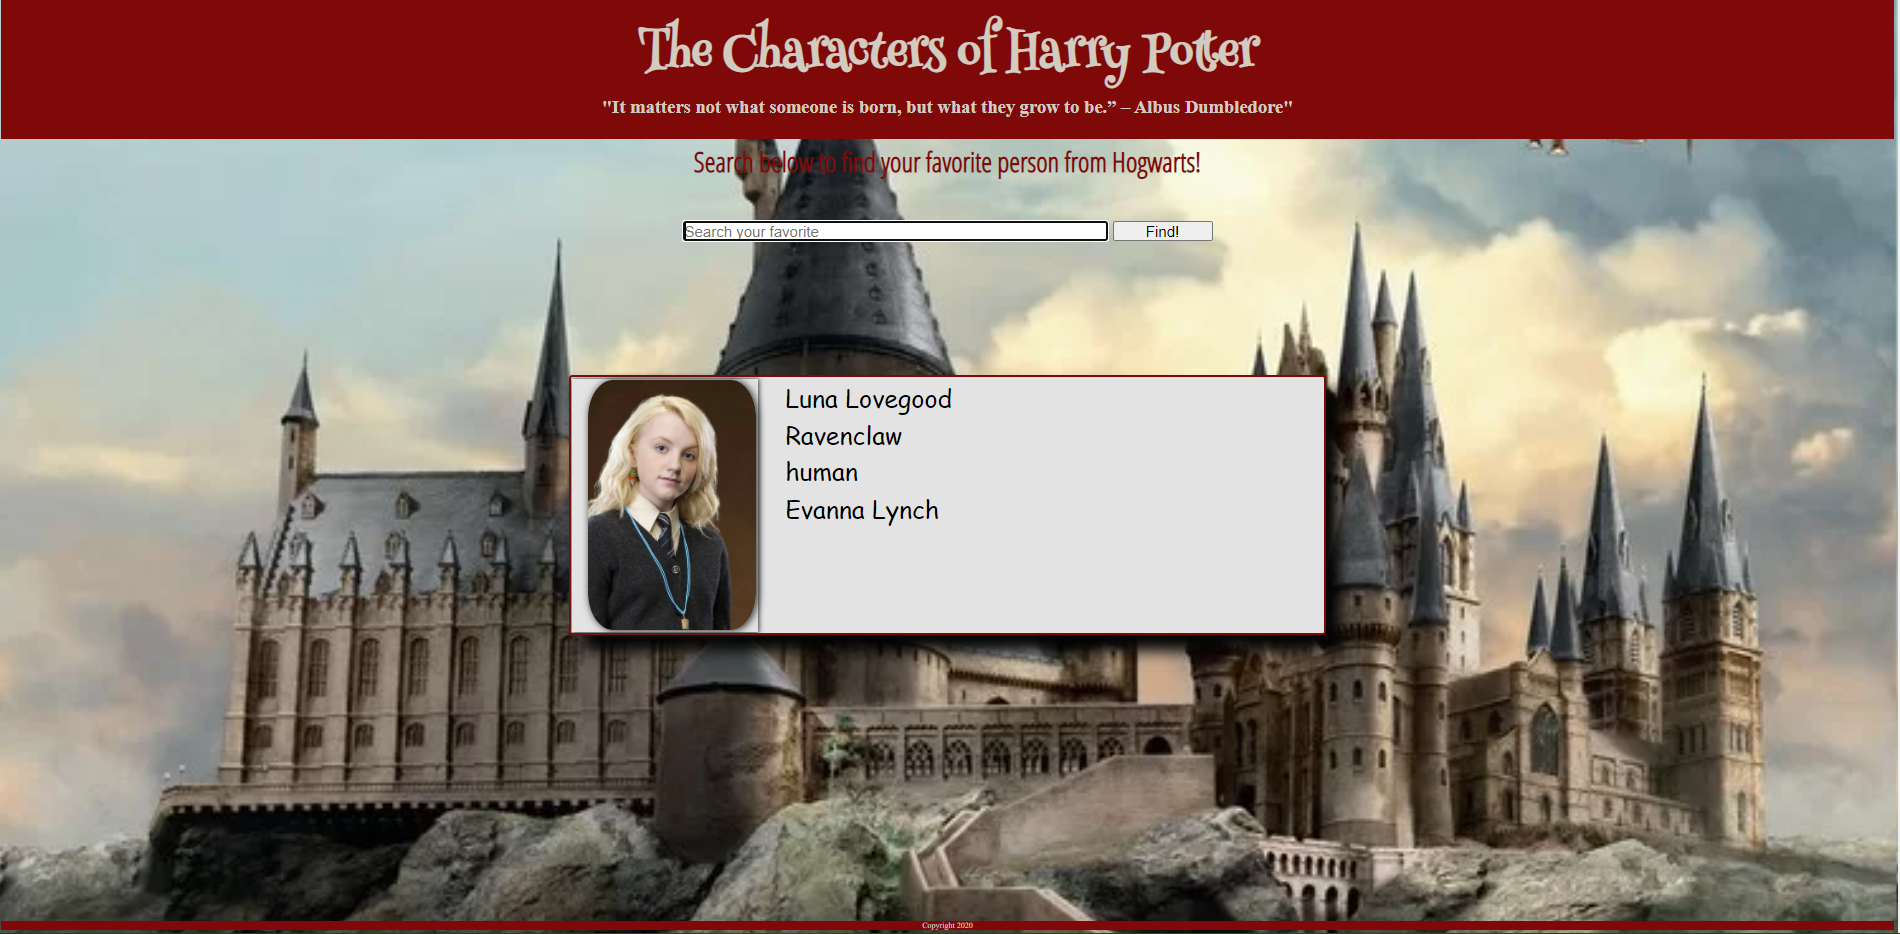 The Characters of Harry Potter
"It matters not what someone is born, but what they grow to be.” – Albus Dumbledore"
Search below to find your favorite person from Hogwarts!
Search your favorite
Find!
Luna Lovegood
Ravenclaw
human
Evanna Lynch
Copyright 2020